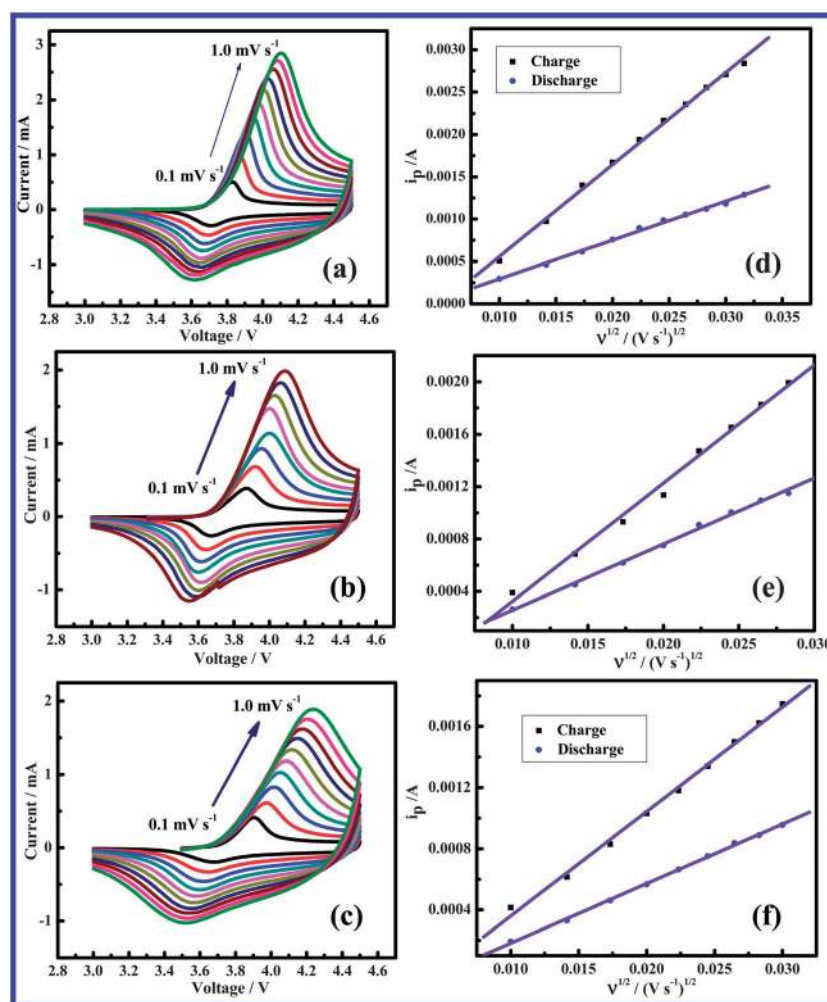 Current / mA
3
2
1
0
-1
1.0 mV s⁻¹
0.1 mV s⁻¹
(a)
2.8 3.0 3.2 3.4 3.6 3.8 4.0 4.2 4.4 4.6
Voltage / V
iₚ /A
0.0030
0.0025
0.0020
0.0015
0.0010
0.0005
0.0000
Charge
Discharge
(d)
0.010 0.015 0.020 0.025 0.030 0.035
ν^1/2 / (V s⁻¹)^1/2
Current / mA
2
1
0
-1
1.0 mV s⁻¹
0.1 mV s⁻¹
(b)
2.8 3.0 3.2 3.4 3.6 3.8 4.0 4.2 4.4 4.6
Voltage / V
iₚ /A
0.0020
0.0016
0.0012
0.0008
0.0004
(e)
0.010 0.015 0.020 0.025 0.030
ν^1/2 / (V s⁻¹)^1/2
Current / mA
2
1
0
-1
1.0 mV s⁻¹
0.1 mV s⁻¹
(c)
2.8 3.0 3.2 3.4 3.6 3.8 4.0 4.2 4.4 4.6
Voltage / V
iₚ /A
0.0016
0.0012
0.0008
0.0004
Charge
Discharge
(f)
0.010 0.015 0.020 0.025 0.030
ν^1/2 / (V s⁻¹)^1/2